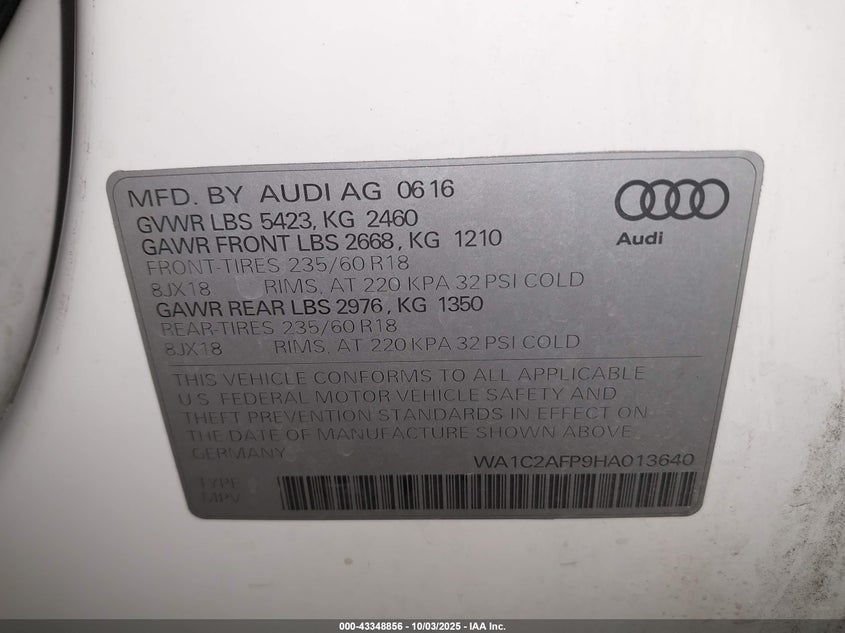 MFD. BY AUDI AG 0616
GVWR LBS 5423, KG 2460
GAWR FRONT LBS 2668, KG 1210
FRONT-TIRES 235/60 R18
8JX18 RIMS, AT 220 KPA 32 PSI COLD
GAWR REAR LBS 2976, KG 1350
REAR-TIRES 235/60 R18
8JX18 RIMS, AT 220 KPA 32 PSI COLD
Audi
THIS VEHICLE CONFORMS TO ALL APPLICABLE
U.S. FEDERAL MOTOR VEHICLE SAFETY AND
THEFT PREVENTION STANDARDS IN EFFECT ON
THE DATE OF MANUFACTURE SHOWN ABOVE
GERMANY
WA1C2AFP9HA013640
TYPE
MPV
000-43348856 - 10/03/2025 - IAA Inc.